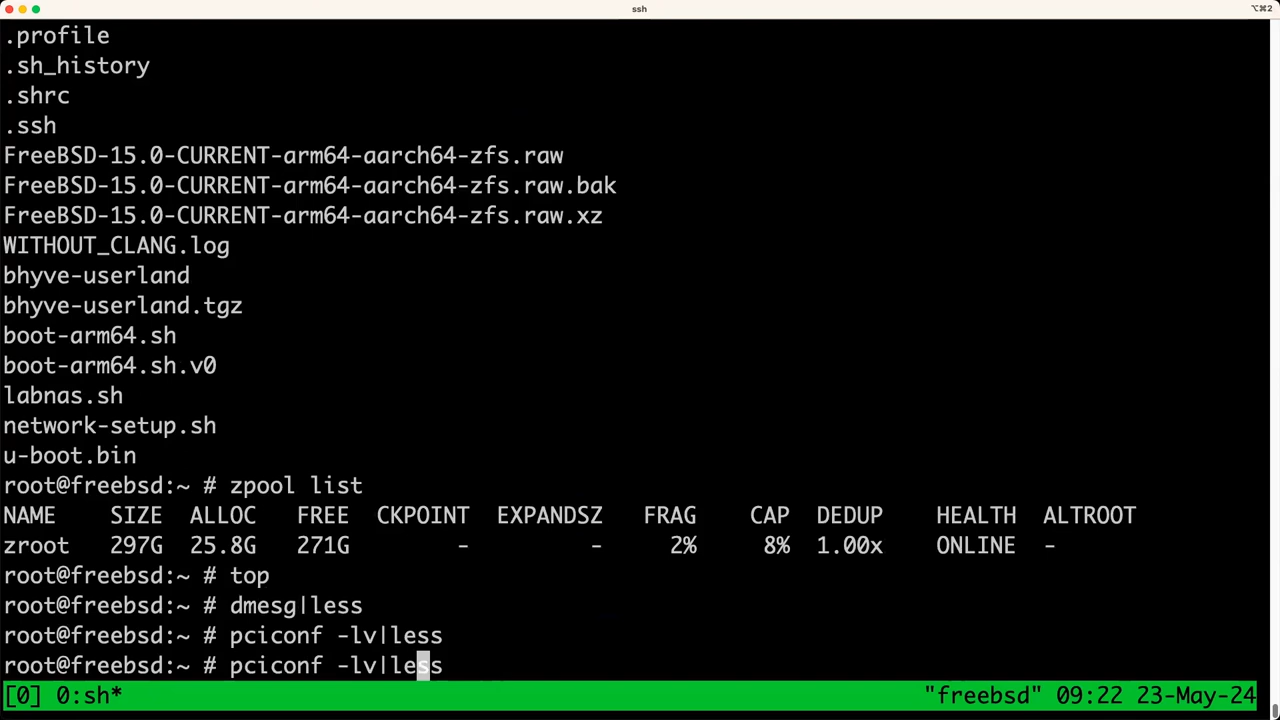 ssh
⌥⌘2
.profile
.sh_history
.shrc
.ssh
FreeBSD-15.0-CURRENT-arm64-aarch64-zfs.raw
FreeBSD-15.0-CURRENT-arm64-aarch64-zfs.raw.bak
FreeBSD-15.0-CURRENT-arm64-aarch64-zfs.raw.xz
WITHOUT_CLANG.log
bhyve-userland
bhyve-userland.tgz
boot-arm64.sh
boot-arm64.sh.v0
labnas.sh
network-setup.sh
u-boot.bin
root@freebsd:~ # zpool list
NAME    SIZE  ALLOC   FREE  CKPOINT  EXPANDSZ   FRAG    CAP  DEDUP    HEALTH  ALTROOT
zroot   297G  25.8G   271G        -         -     2%     8%  1.00x    ONLINE  -
root@freebsd:~ # top
root@freebsd:~ # dmesg|less
root@freebsd:~ # pciconf -lv|less
root@freebsd:~ # pciconf -lv|less
[0] 0:sh* "freebsd" 09:22 23-May-24